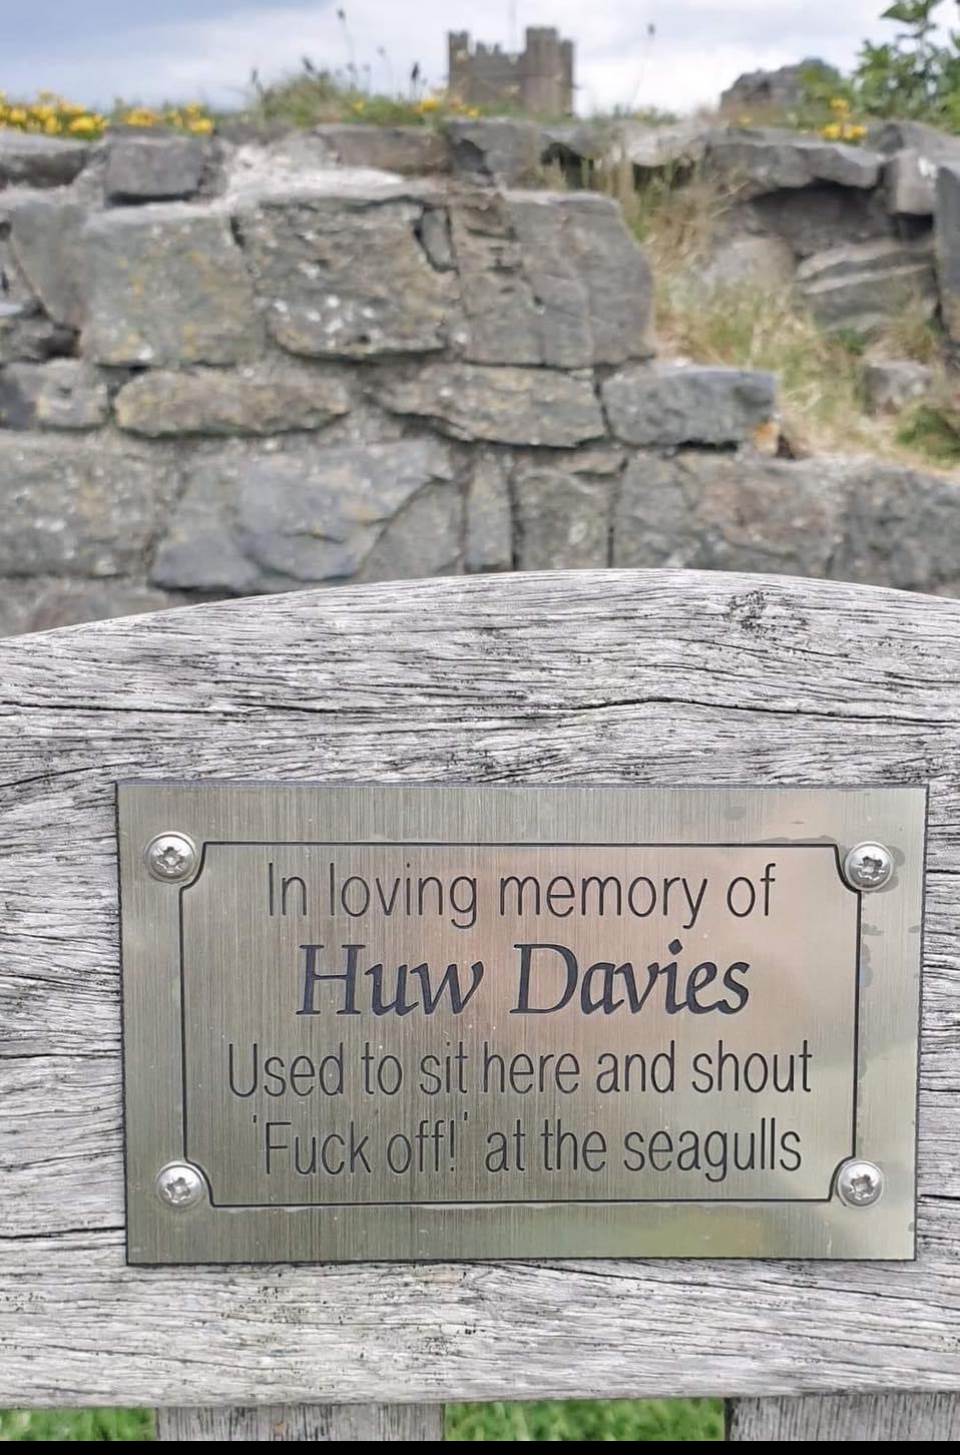 In loving memory of
Huw Davies
Used to sit here and shout
'Fuck off!' at the seagulls